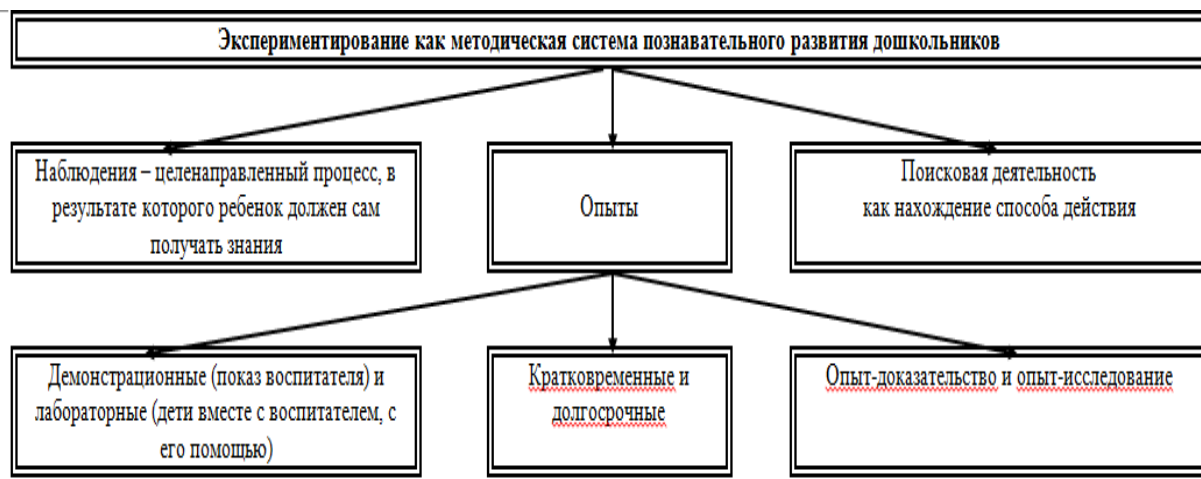 Экспериментирование как методическая система познавательного развития дошкольников
Наблюдения – целенаправленный процесс, в
результате которого ребенок должен сам
получать знания
Опыты
Поисковая деятельность
как нахождение способа действия
Демонстрационные (показ воспитателя) и
лабораторные (дети вместе с воспитателем, с
его помощью)
Кратковременные и
долгосрочные
Опыт-доказательство и опыт-исследование